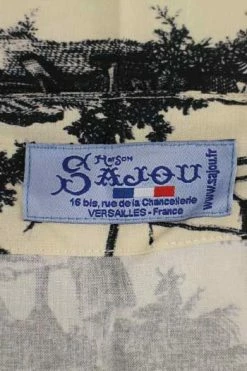 Maison
SAJOU
16 bis, rue de la Chancellerie
VERSAILLES - France
www.sajou.fr